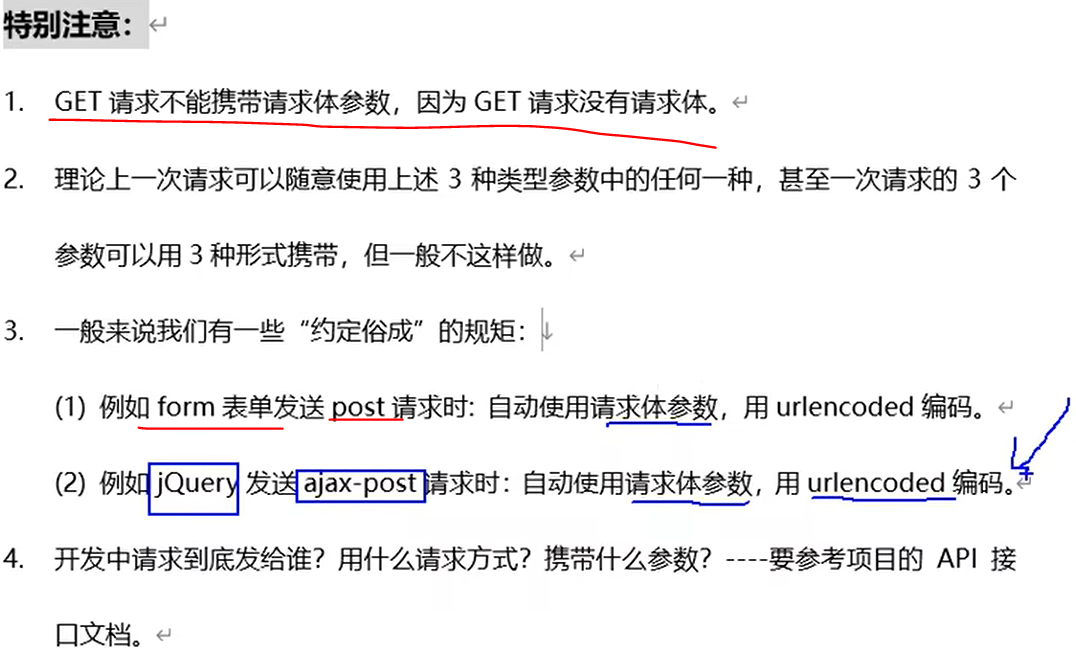 特别注意：
1. GET 请求不能携带请求体参数，因为 GET 请求没有请求体。
2. 理论上一次请求可以随意使用上述 3 种类型参数中的任何一种，甚至一次请求的 3 个
参数可以用 3 种形式携带，但一般不这样做。
3. 一般来说我们有一些“约定俗成”的规矩：
(1) 例如 form 表单发送 post 请求时: 自动使用请求体参数，用 urlencoded 编码。
(2) 例如 jQuery 发送 ajax-post 请求时: 自动使用请求体参数，用 urlencoded 编码。
4. 开发中请求到底发给谁？用什么请求方式？携带什么参数？----要参考项目的 API 接
口文档。